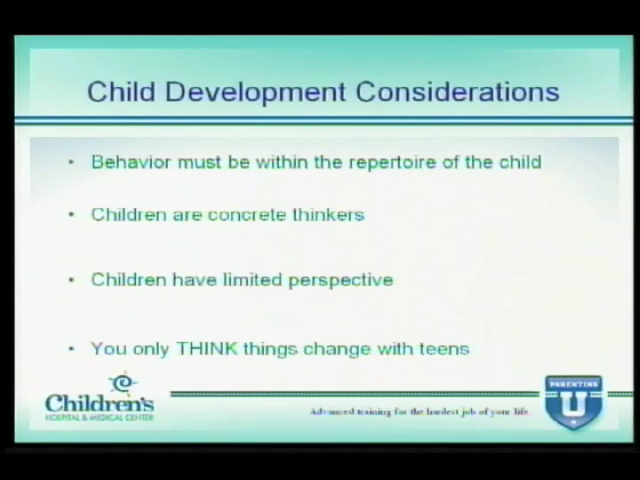 Child Development Considerations
• Behavior must be within the repertoire of the child
• Children are concrete thinkers
• Children have limited perspective
• You only THINK things change with teens
Children's
HOSPITAL & MEDICAL CENTER
Advanced training for the hardest job of your life.
PARENTING
U